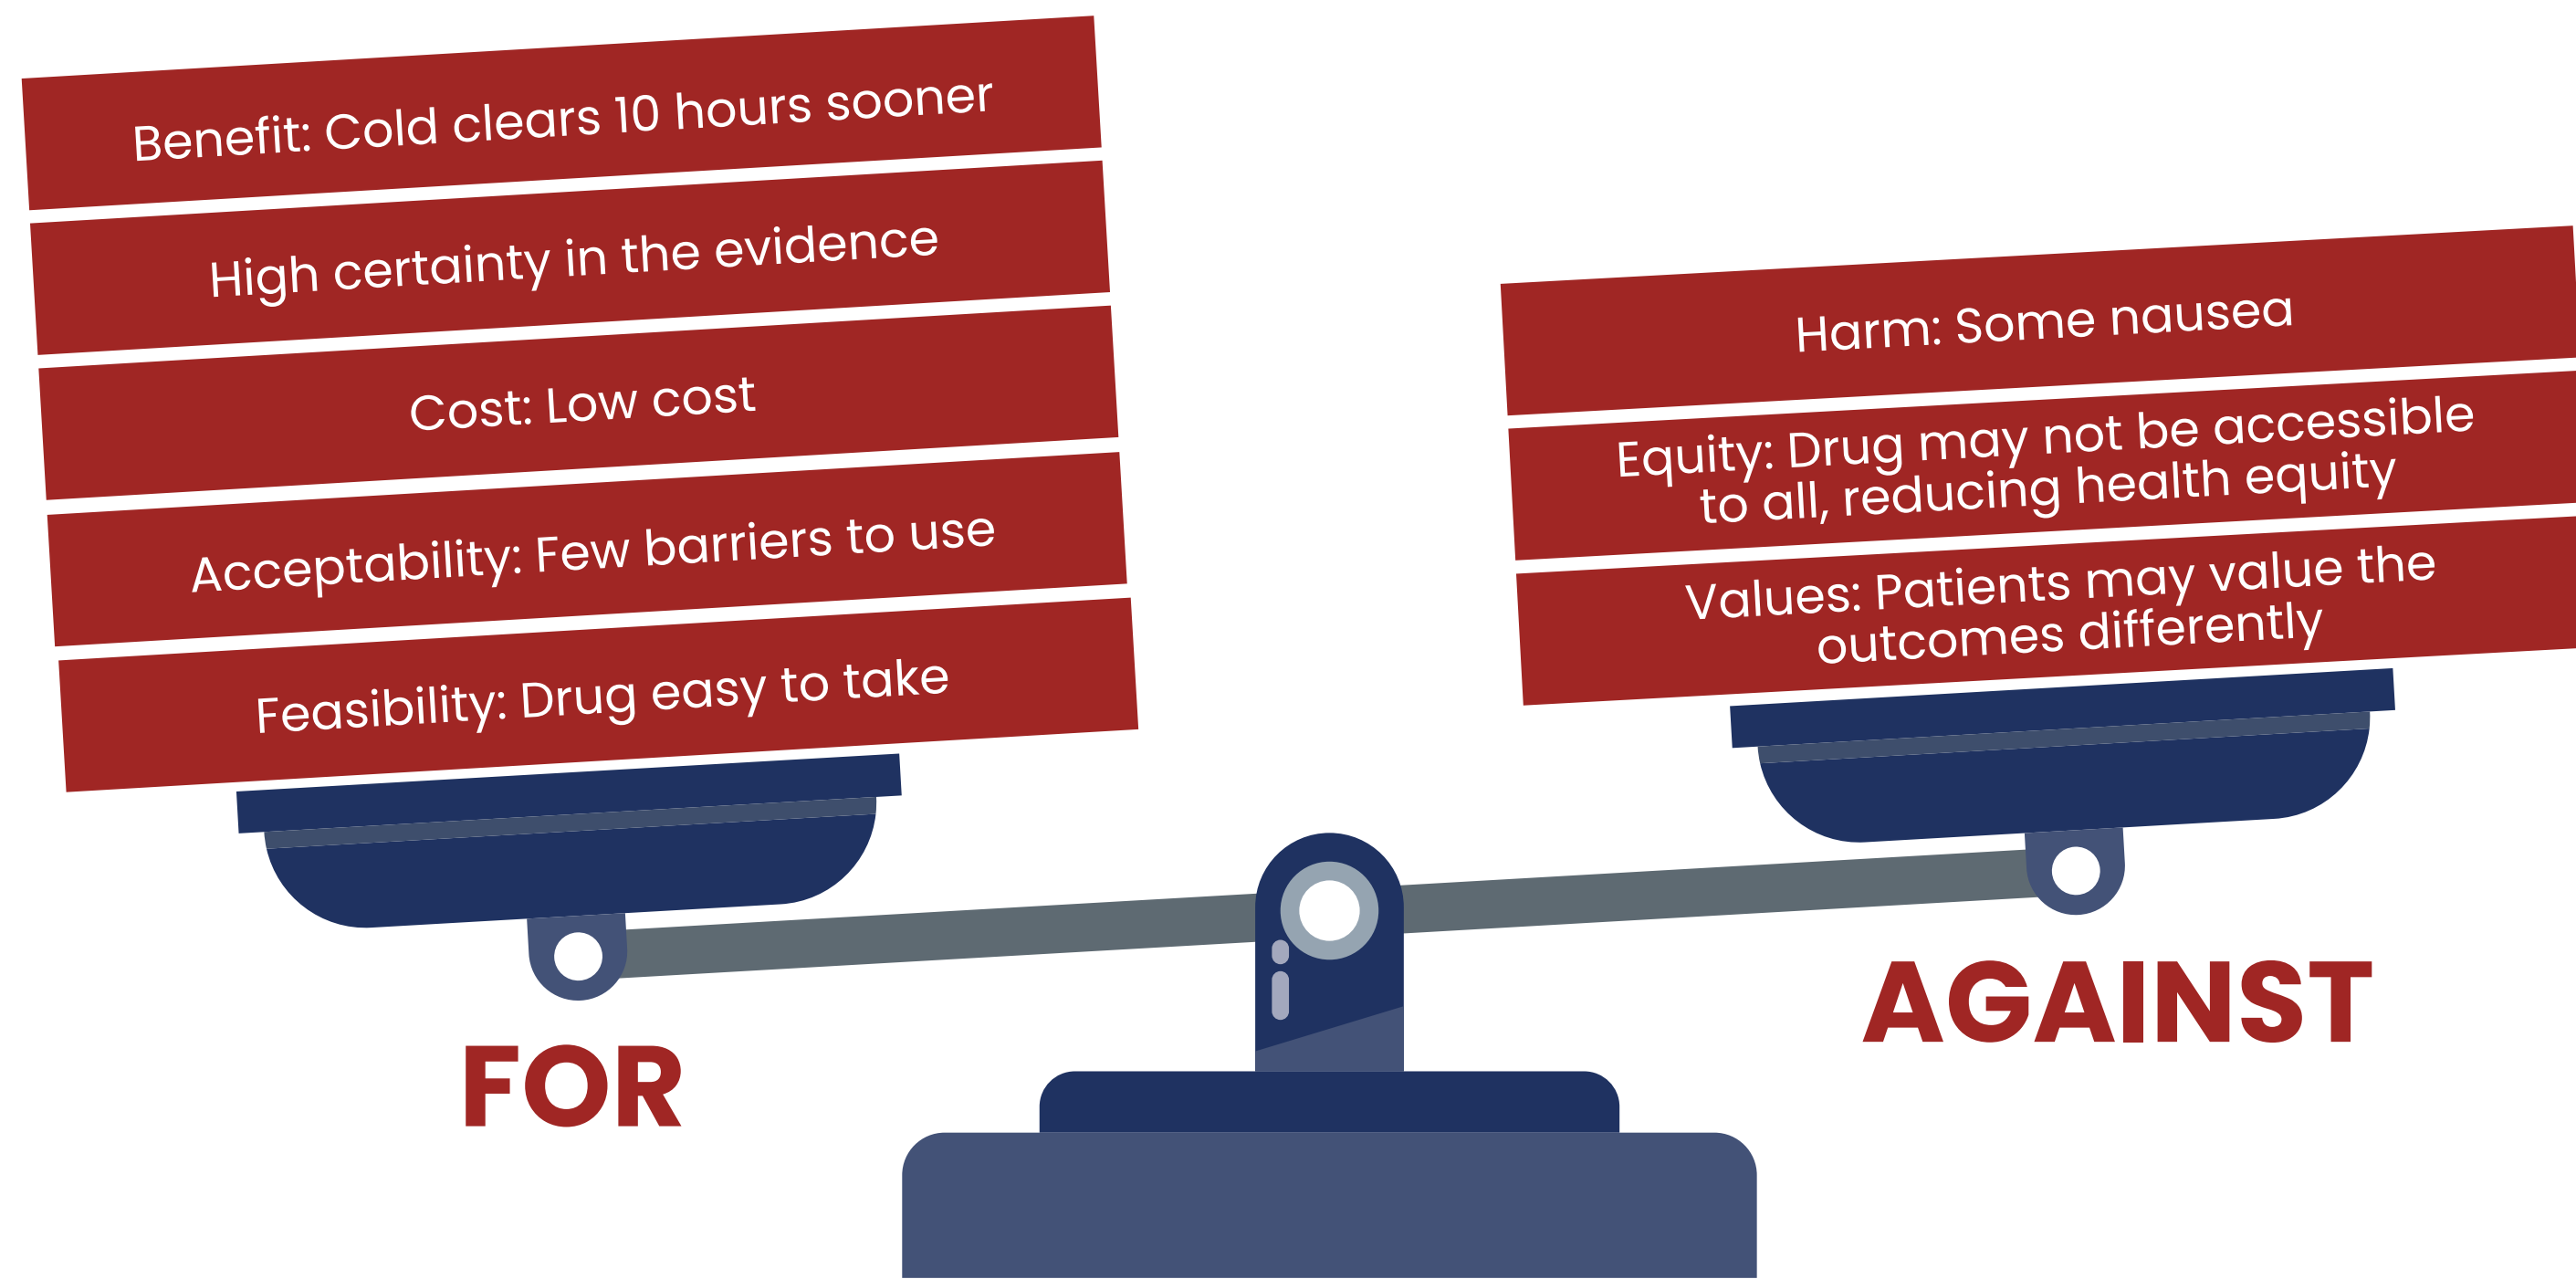 Benefit: Cold clears 10 hours sooner
High certainty in the evidence
Cost: Low cost
Acceptability: Few barriers to use
Feasibility: Drug easy to take
FOR
Harm: Some nausea
Equity: Drug may not be accessible
to all, reducing health equity
Values: Patients may value the
outcomes differently
AGAINST